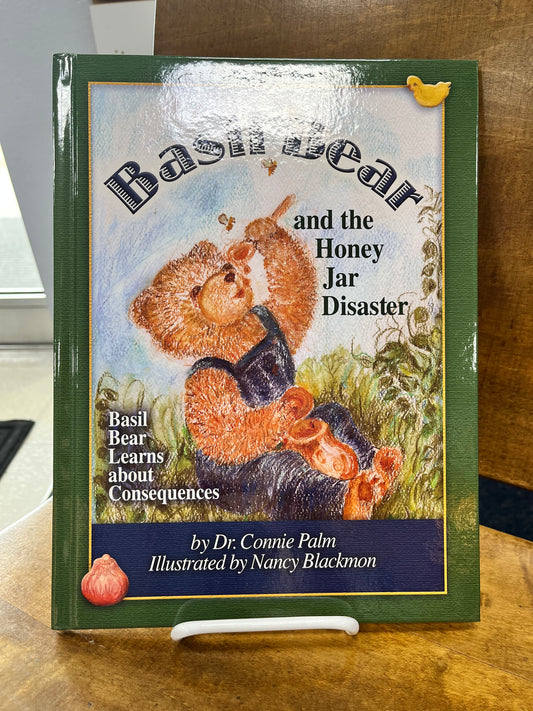 Basil Bear
and the
Honey
Jar
Disaster
Basil
Bear
Learns
about
Consequences
by Dr. Connie Palm
Illustrated by Nancy Blackmon